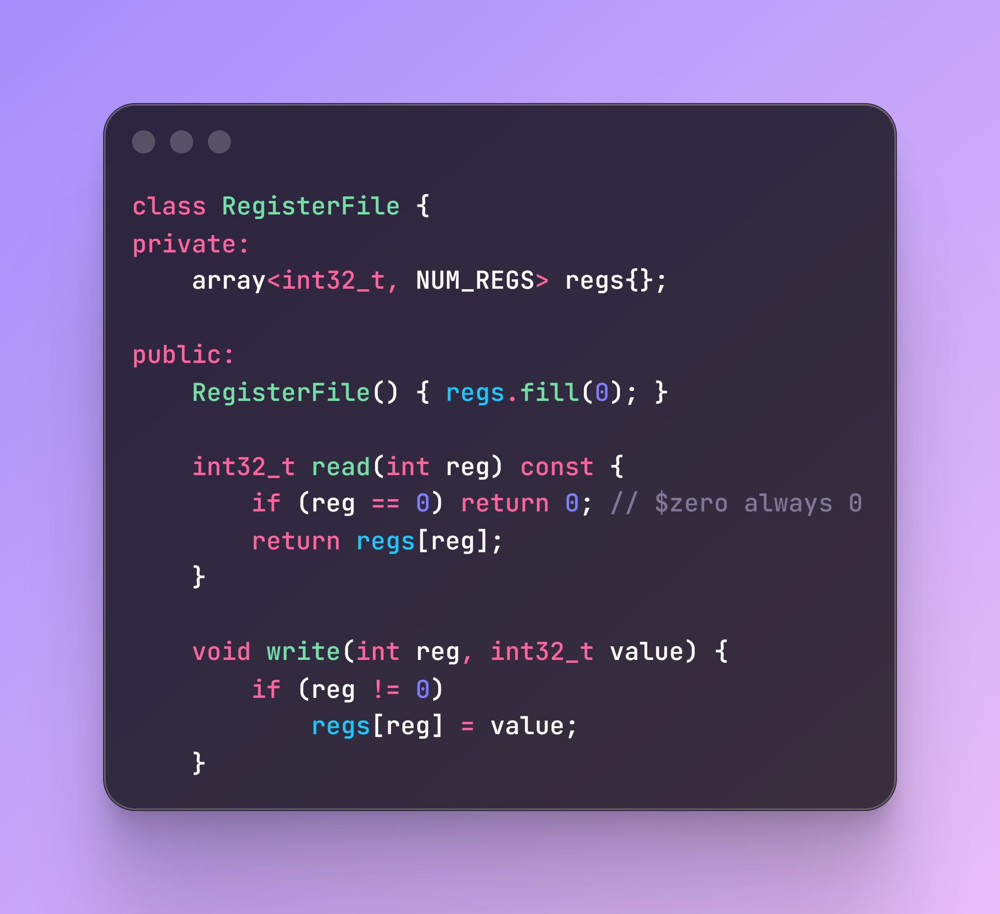 class RegisterFile {
private:
    array<int32_t, NUM_REGS> regs{};

public:
    RegisterFile() { regs.fill(0); }

    int32_t read(int reg) const {
        if (reg == 0) return 0; // $zero always 0
        return regs[reg];
    }

    void write(int reg, int32_t value) {
        if (reg != 0)
            regs[reg] = value;
    }